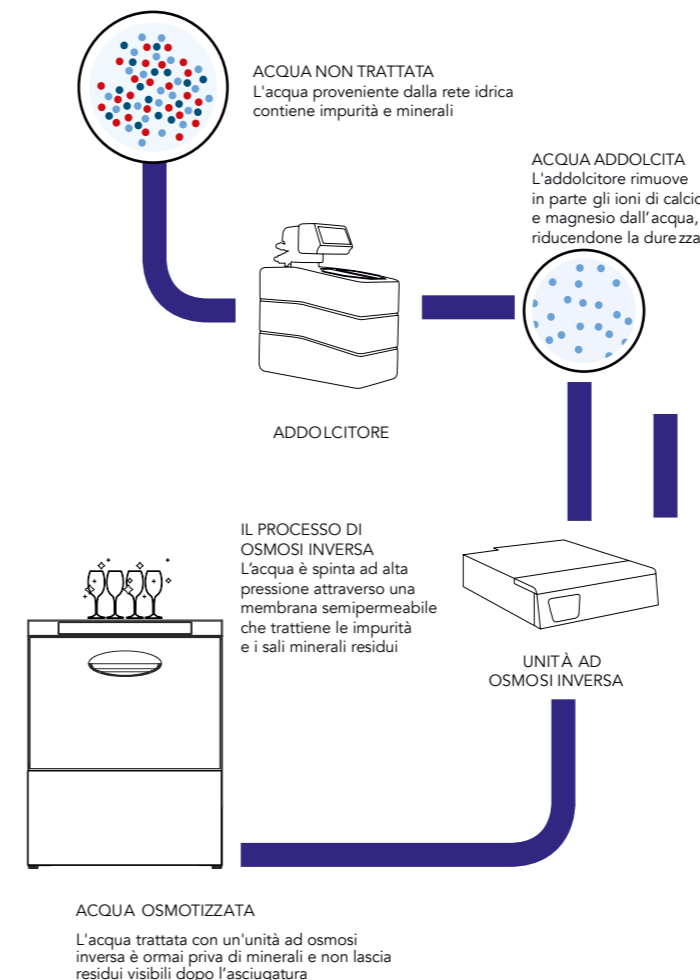 ACQUA NON TRATTATA
L'acqua proveniente dalla rete idrica
contiene impurità e minerali
ACQUA ADDOLCITA
L'addolcitore rimuove
in parte gli ioni di calcio
e magnesio dall'acqua,
riducendone la durezza
ADDOLCITORE
IL PROCESSO DI
OSMOSI INVERSA
L'acqua è spinta ad alta
pressione attraverso una
membrana semipermeabile
che trattiene le impurità
e i sali minerali residui
UNITÀ AD
OSMOSI INVERSA
ACQUA OSMOTIZZATA
L'acqua trattata con un'unità ad osmosi
inversa è ormai priva di minerali e non lascia
residui visibili dopo l'asciugatura